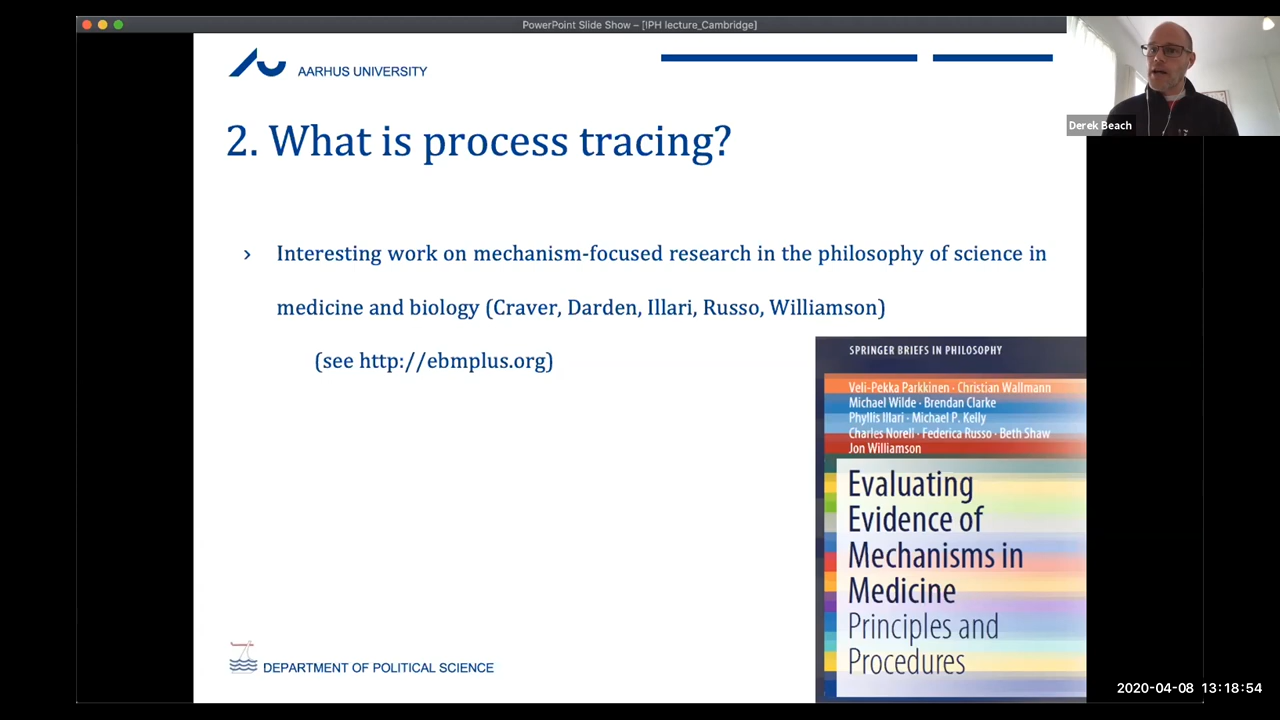 PowerPoint Slide Show – [IPH lecture_Cambridge]
AARHUS UNIVERSITY
Derek Beach
2. What is process tracing?
› Interesting work on mechanism-focused research in the philosophy of science in
medicine and biology (Craver, Darden, Illari, Russo, Williamson)
(see http://ebmplus.org)
SPRINGER BRIEFS IN PHILOSOPHY
Veli-Pekka Parkkinen · Christian Wallmann
Michael Wilde · Brendan Clarke
Phyllis Illari · Michael P. Kelly
Charles Norell · Federica Russo · Beth Shaw
Jon Williamson
Evaluating
Evidence of
Mechanisms in
Medicine
Principles and
Procedures
DEPARTMENT OF POLITICAL SCIENCE
2020-04-08 13:18:54